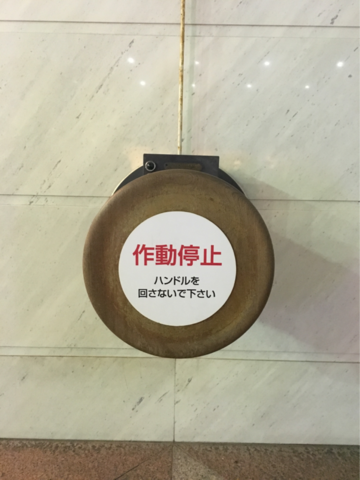 作動停止
ハンドルを
回さないで下さい